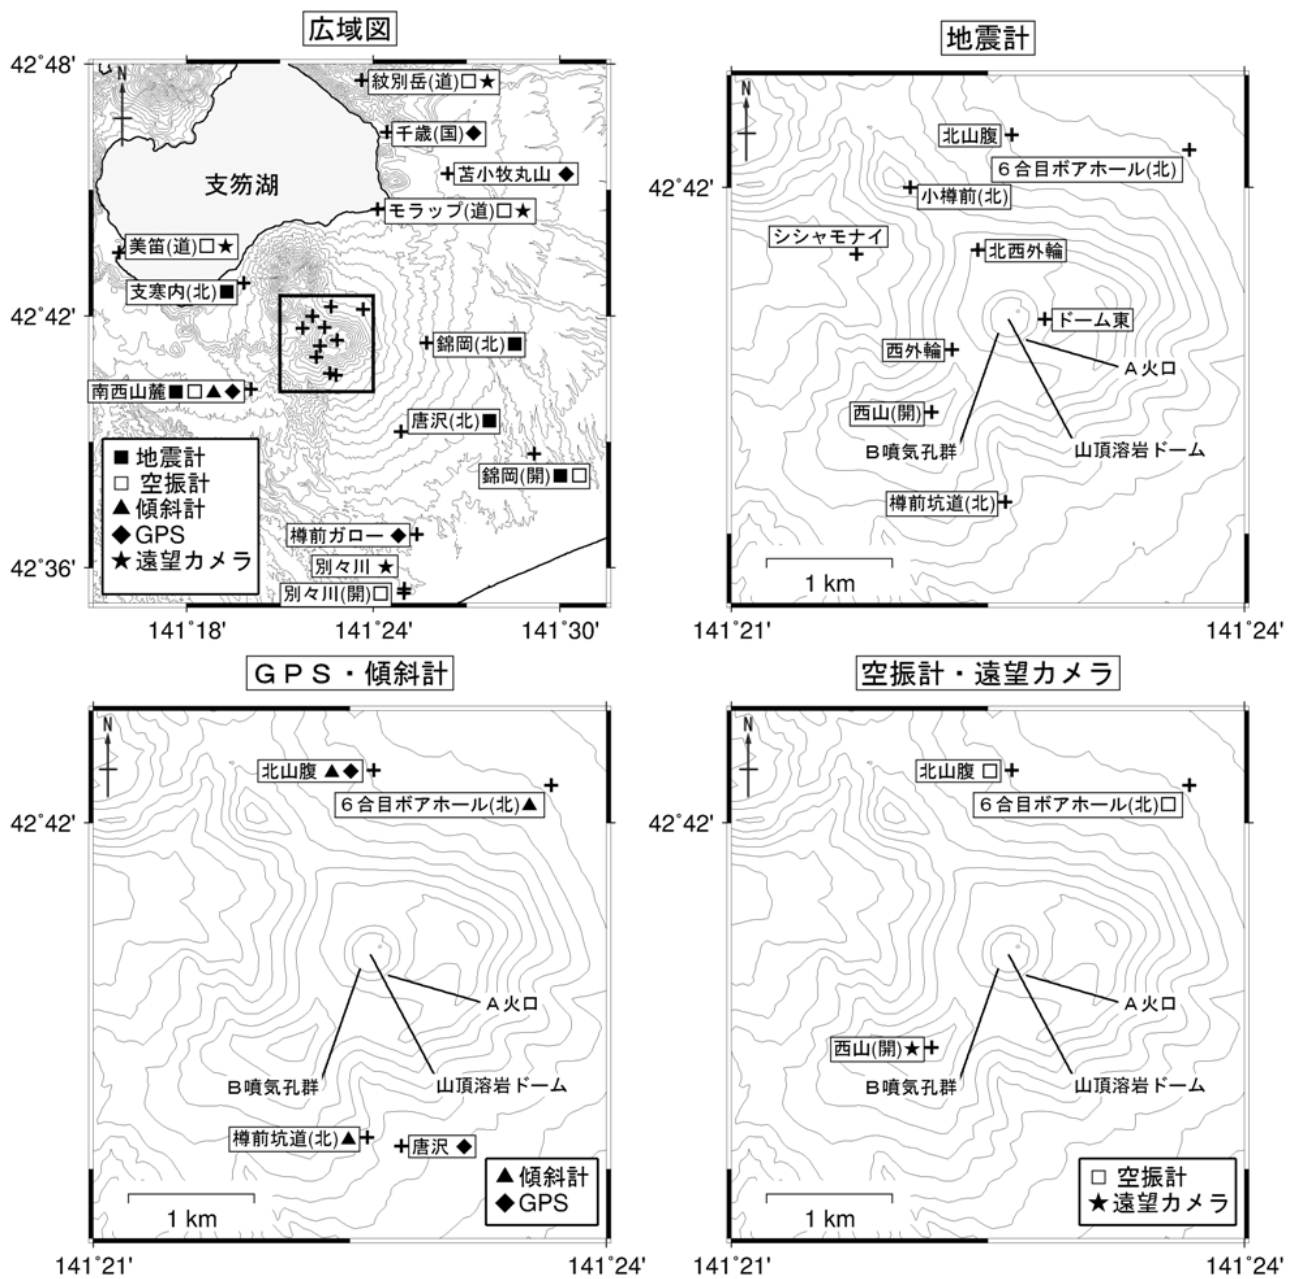 広域図
42°48'
N
紋別岳(道)□★
千歳(国)◆
苫小牧丸山 ◆
支笏湖
モラップ(道)□★
美笛(道)□★
支寒内(北)■
42°42'
錦岡(北)■
南西山麓■□▲◆
唐沢(北)■
錦岡(開)■□
■地震計
□ 空振計
▲傾斜計
◆GPS
★遠望カメラ
樽前ガロー ◆
別々川 ★
別々川(開)□
42°36'
141°18'
141°24'
141°30'
地震計
N
北山腹
6合目ボアホール(北)
42°42'
小樽前(北)
シシャモナイ
北西外輪
ドーム東
西外輪
A火口
西山(開)
B噴気孔群
山頂溶岩ドーム
樽前坑道(北)
1 km
141°21'
141°24'
GPS・傾斜計
N
北山腹 ▲◆
6合目ボアホール(北)▲
42°42'
A火口
B噴気孔群
山頂溶岩ドーム
樽前坑道(北)▲
唐沢 ◆
▲傾斜計
◆GPS
1 km
141°21'
141°24'
空振計・遠望カメラ
N
北山腹 □
6合目ボアホール(北)□
42°42'
A火口
西山(開)★
B噴気孔群
山頂溶岩ドーム
□ 空振計
★遠望カメラ
1 km
141°21'
141°24'